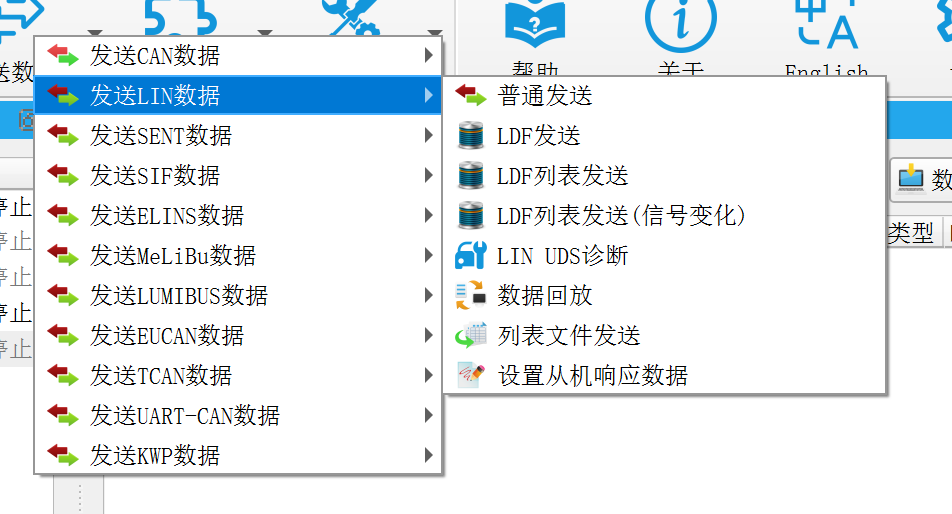 帮助
关于
English
送数
发送CAN数据
发送LIN数据
发送SENT数据
发送SIF数据
发送ELINS数据
发送MeLiBu数据
发送LUMIBUS数据
发送EUCAN数据
发送TCAN数据
发送UART-CAN数据
发送KWP数据
普通发送
LDF发送
LDF列表发送
LDF列表发送(信号变化)
LIN UDS诊断
数据回放
列表文件发送
设置从机响应数据
数
类型
停止
停止
停止
停止
停止